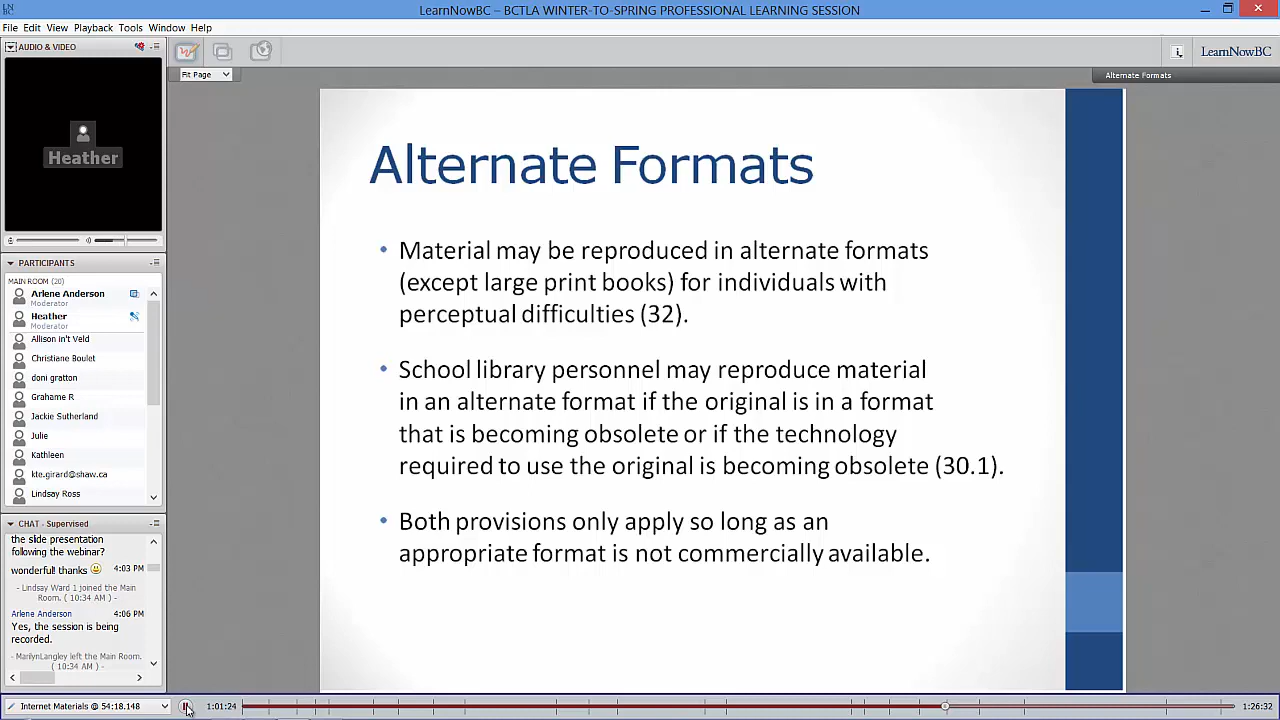 LN
BC
LearnNowBC – BCTLA WINTER-TO-SPRING PROFESSIONAL LEARNING SESSION
File Edit View Playback Tools Window Help
AUDIO & VIDEO
LearnNowBC
Fit Page
Alternate Formats
Heather
Alternate Formats
• Material may be reproduced in alternate formats
(except large print books) for individuals with
perceptual difficulties (32).
• School library personnel may reproduce material
in an alternate format if the original is in a format
that is becoming obsolete or if the technology
required to use the original is becoming obsolete (30.1).
• Both provisions only apply so long as an
appropriate format is not commercially available.
PARTICIPANTS
MAIN ROOM (20)
Arlene Anderson
Moderator
Heather
Moderator
Allison in't Veld
Christiane Boulet
doni gratton
Grahame R
Jackie Sutherland
Julie
Kathleen
kte.girard@shaw.ca
Lindsay Ross
CHAT - Supervised
the slide presentation
following the webinar?
wonderful! thanks 4:03 PM
- Lindsay Ward 1 joined the Main
Room. ( 10:34 AM ) -
Arlene Anderson 4:06 PM
Yes, the session is being
recorded.
- MarilynLangley left the Main Room.
( 10:34 AM ) -
Internet Materials @ 54:18.148
1:01:24
1:26:32